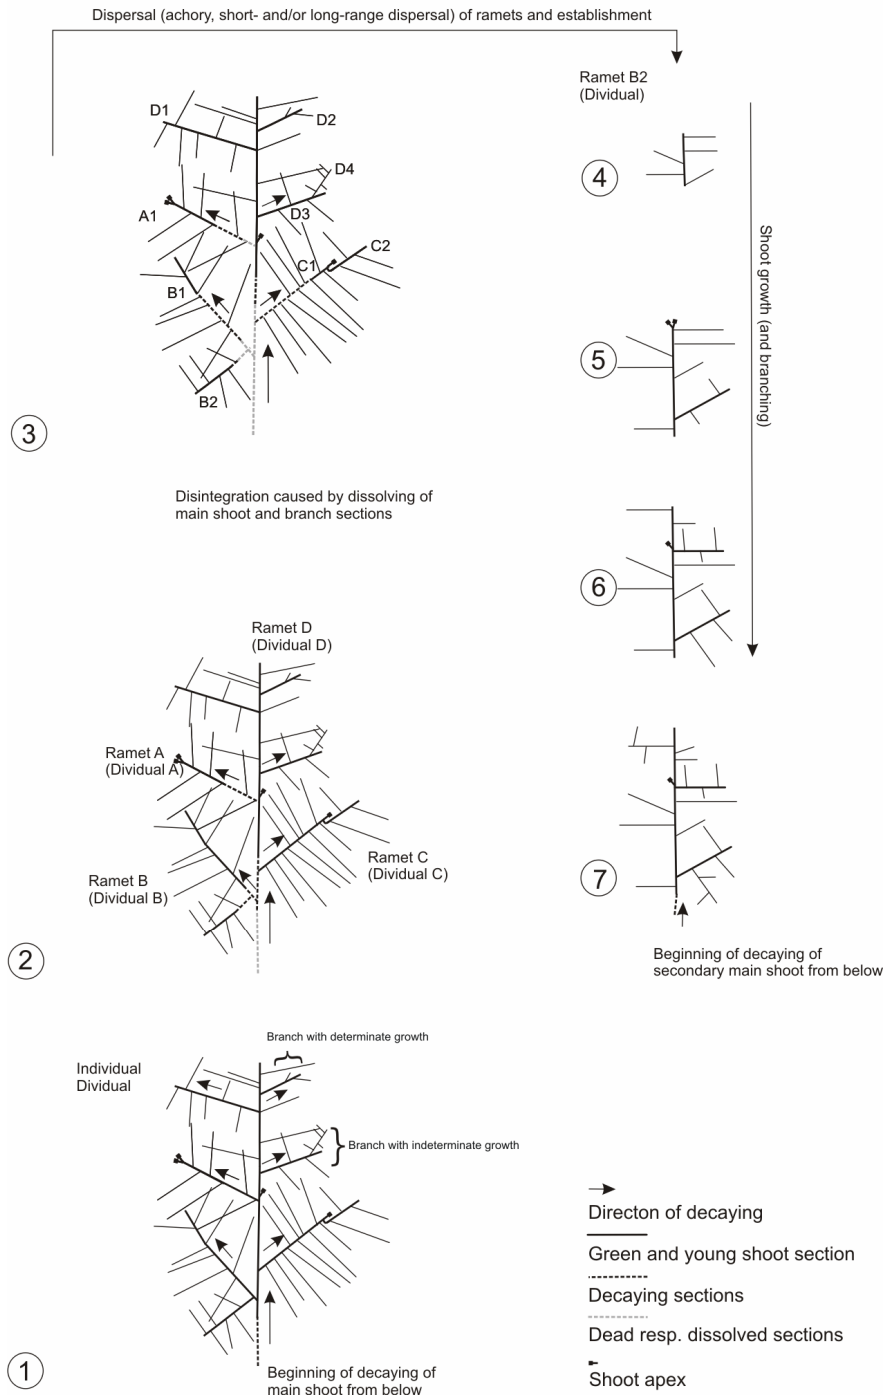 Dispersal (achory, short- and/or long-range dispersal) of ramets and establishment
Ramet B2
(Dividual)
D1
D2
D4
A1
D3
C2
C1
B1
B2
3
4
5
6
7
Shoot growth (and branching)
Disintegration caused by dissolving of
main shoot and branch sections
Ramet D
(Dividual D)
Ramet A
(Dividual A)
Ramet C
(Dividual C)
Ramet B
(Dividual B)
2
Beginning of decaying of
secondary main shoot from below
Branch with determinate growth
Individual
Dividual
Branch with indeterminate growth
1
Beginning of decaying of
main shoot from below
Directon of decaying
Green and young shoot section
Decaying sections
Dead resp. dissolved sections
Shoot apex